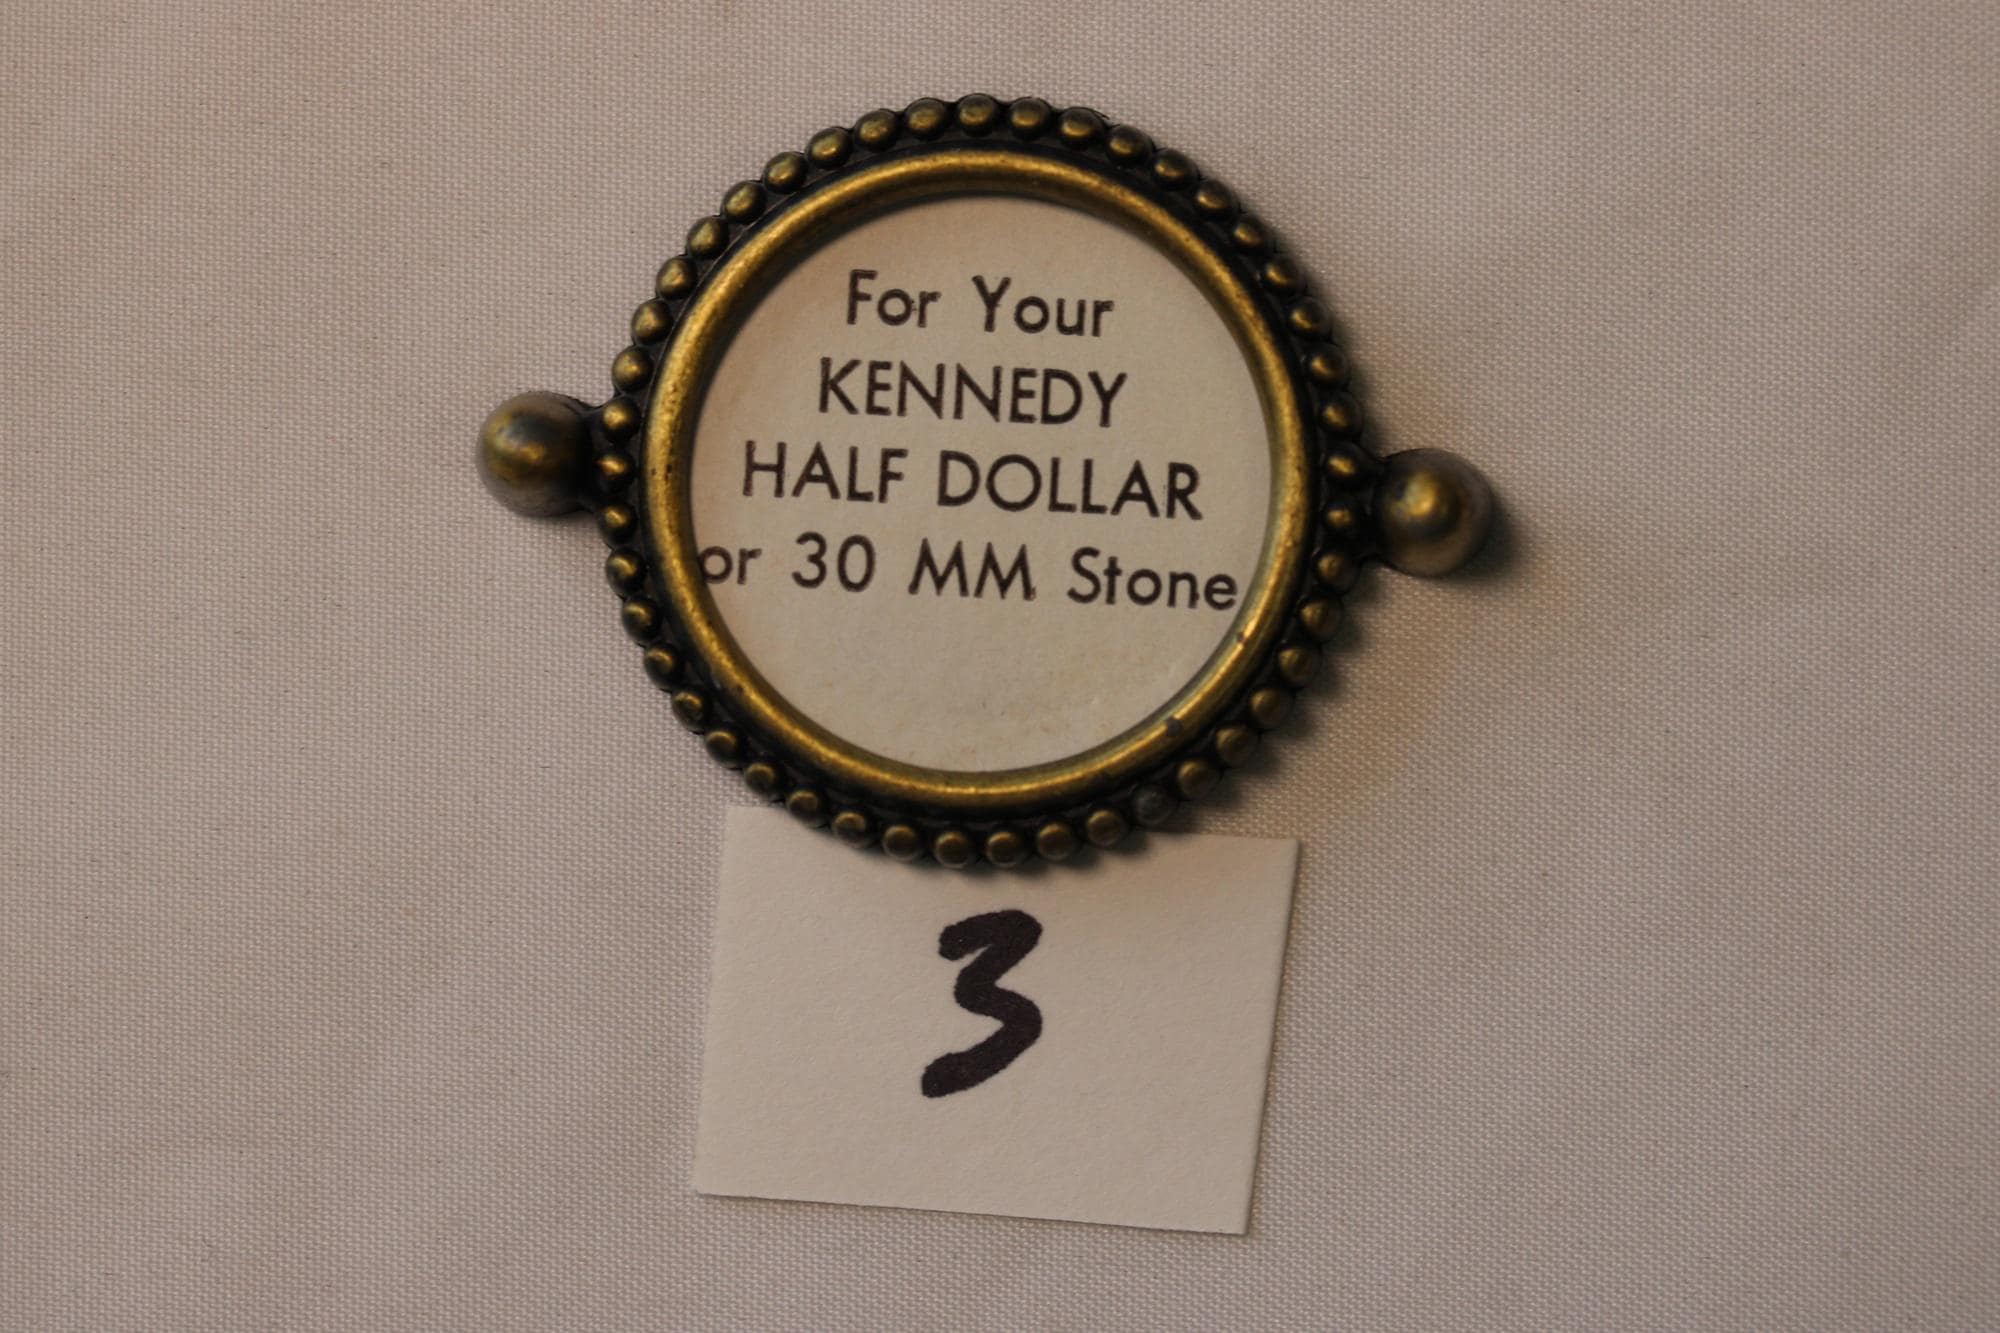 For Your
KENNEDY
HALF DOLLAR
or 30 MM Stone
3